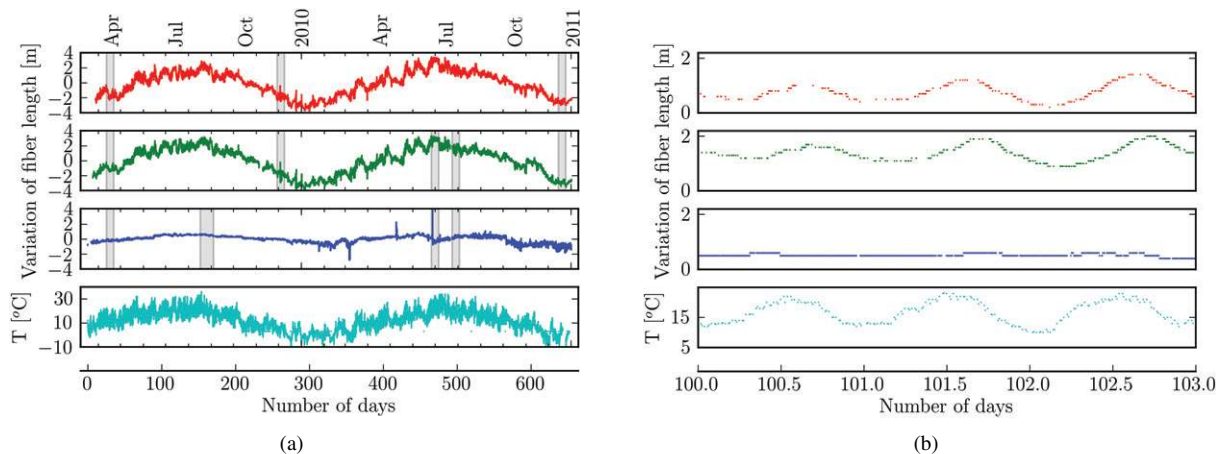 Apr Jul Oct 2010 Apr Jul Oct 2011
Variation of fiber length [m]
4
2
0
−2
−4
4
2
0
−2
−4
4
2
0
−2
−4
T [°C]
30
10
−10
0 100 200 300 400 500 600
Number of days
(a)
Variation of fiber length [m]
2
0
2
0
2
0
T [°C]
15
5
100.0 100.5 101.0 101.5 102.0 102.5 103.0
Number of days
(b)